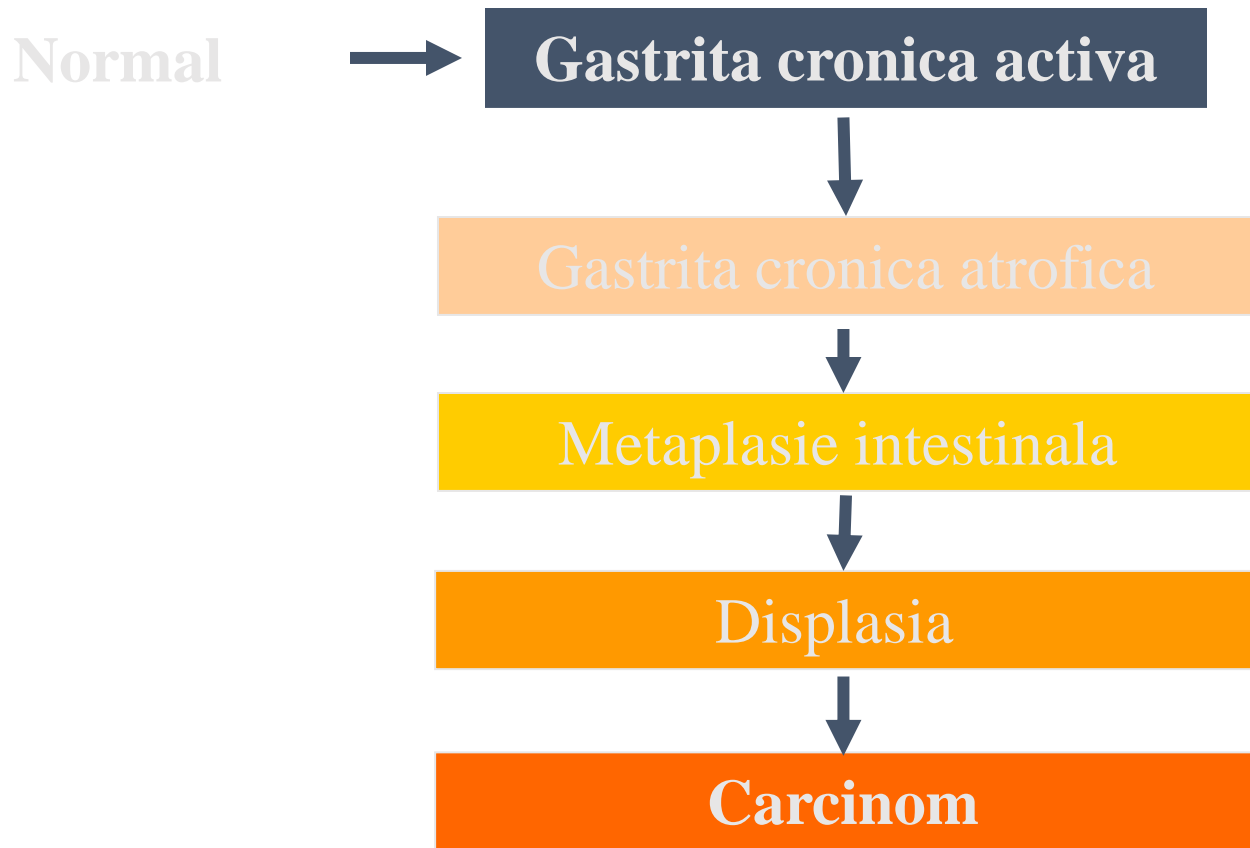 Normal
Gastrita cronica activa
Gastrita cronica atrofica
Metaplasie intestinala
Displasia
Carcinom